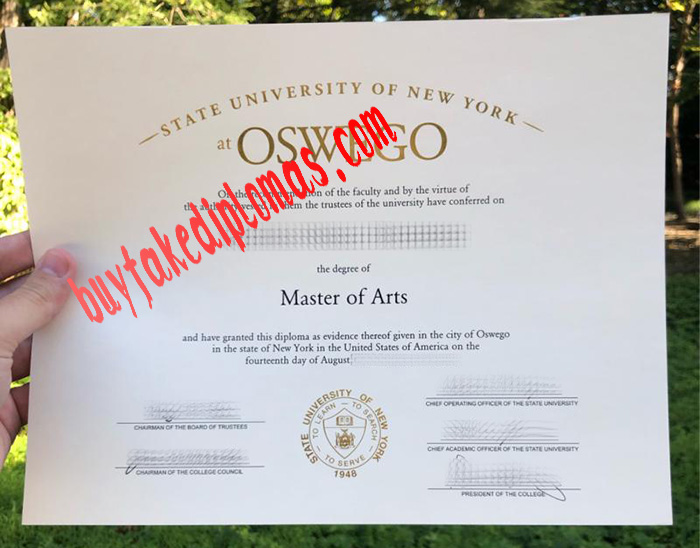 STATE UNIVERSITY OF NEW YORK
at OSWEGO
buyfakediplomas.com
On the of the faculty and by the virtue of
the them the trustees of the university have conferred on
the degree of
Master of Arts
and have granted this diploma as evidence thereof given in the city of Oswego
in the state of New York in the United States of America on the
fourteenth day of August,
CHAIRMAN OF THE BOARD OF TRUSTEES
CHAIRMAN OF THE COLLEGE COUNCIL
STATE UNIVERSITY OF NEW YORK
TO LEARN — TO SEARCH — TO SERVE
1948
CHIEF OPERATING OFFICER OF THE STATE UNIVERSITY
CHIEF ACADEMIC OFFICER OF THE STATE UNIVERSITY
PRESIDENT OF THE COLLEGE